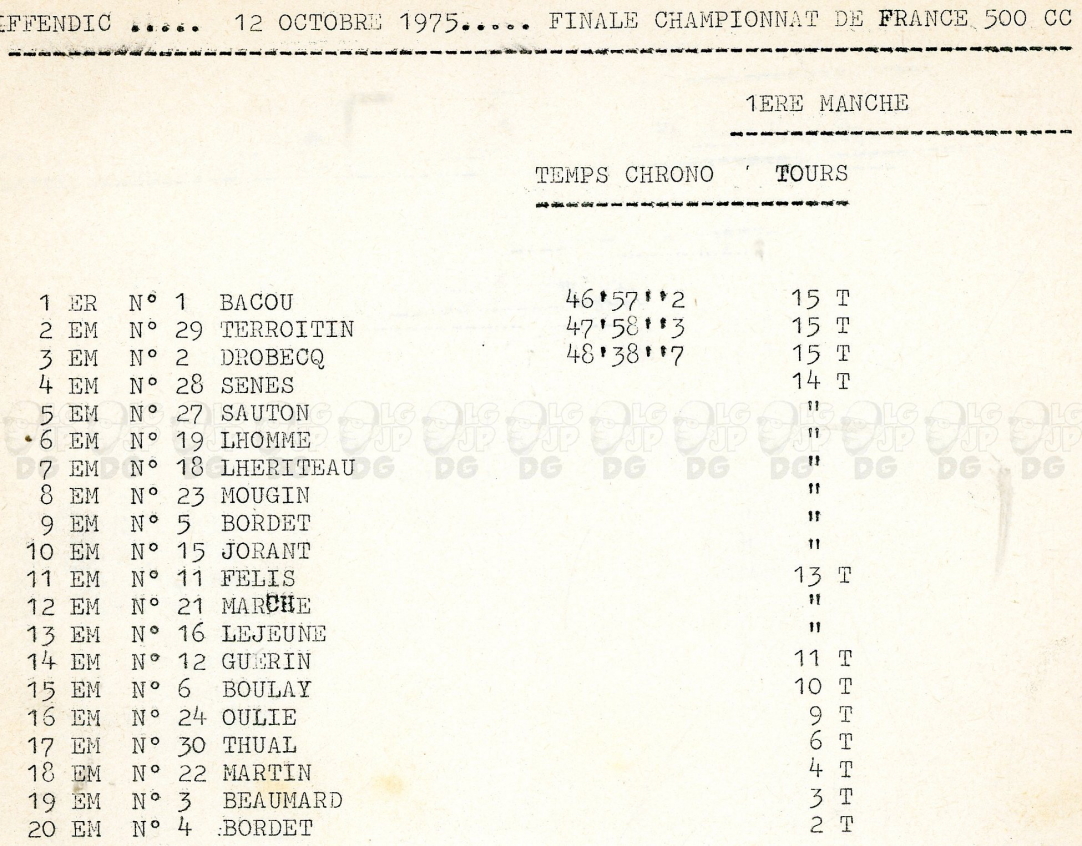 IFFENDIC ..... 12 OCTOBRE 1975..... FINALE CHAMPIONNAT DE FRANCE 500 CC
1ERE MANCHE
TEMPS CHRONO ' TOURS
1 ER N° 1 BACOU 46'57''2 15 T
2 EM N° 29 TERROITIN 47'58''3 15 T
3 EM N° 2 DROBECQ 48'38''7 15 T
4 EM N° 28 SENES 14 T
5 EM N° 27 SAUTON "
6 EM N° 19 LHOMME "
7 EM N° 18 LHERITEAU "
8 EM N° 23 MOUGIN "
9 EM N° 5 BORDET "
10 EM N° 15 JORANT "
11 EM N° 11 FELIS 13 T
12 EM N° 21 MARCHE "
13 EM N° 16 LEJEUNE "
14 EM N° 12 GUERIN 11 T
15 EM N° 6 BOULAY 10 T
16 EM N° 24 OULIE 9 T
17 EM N° 30 THUAL 6 T
18 EM N° 22 MARTIN 4 T
19 EM N° 3 BEAUMARD 3 T
20 EM N° 4 BORDET 2 T